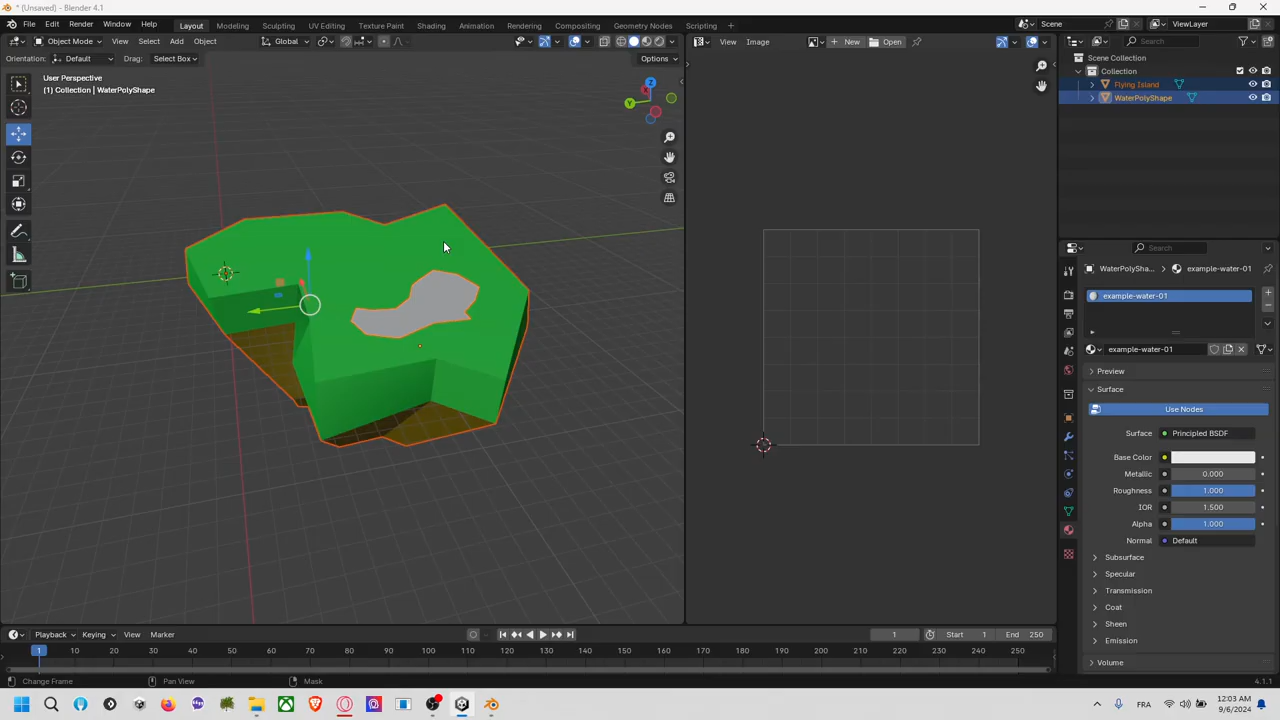 * (Unsaved) - Blender 4.1
File Edit Render Window Help Layout Modeling Sculpting UV Editing Texture Paint Shading Animation Rendering Compositing Geometry Nodes Scripting Scene ViewLayer
Object Mode View Select Add Object Global View Image New Open Search
Orientation: Default Drag: Select Box Options
Scene Collection
Collection
User Perspective
(1) Collection | WaterPolyShape
Flying Island
WaterPolyShape
Z
Y
Search
WaterPolySha... example-water-01
example-water-01
example-water-01
Preview
Surface
Use Nodes
Surface Principled BSDF
Base Color
Metallic 0.000
Roughness 1.000
IOR 1.500
Alpha 1.000
Normal Default
Subsurface
Specular
Transmission
Coat
Sheen
Emission
Volume
Playback Keying View Marker 1 Start 1 End 250
1 10 20 30 40 50 60 70 80 90 100 110 120 130 140 150 160 170 180 190 200 210 220 230 240 250
Change Frame Pan View Mask 4.1.1
FRA 12:03 AM
9/6/2024